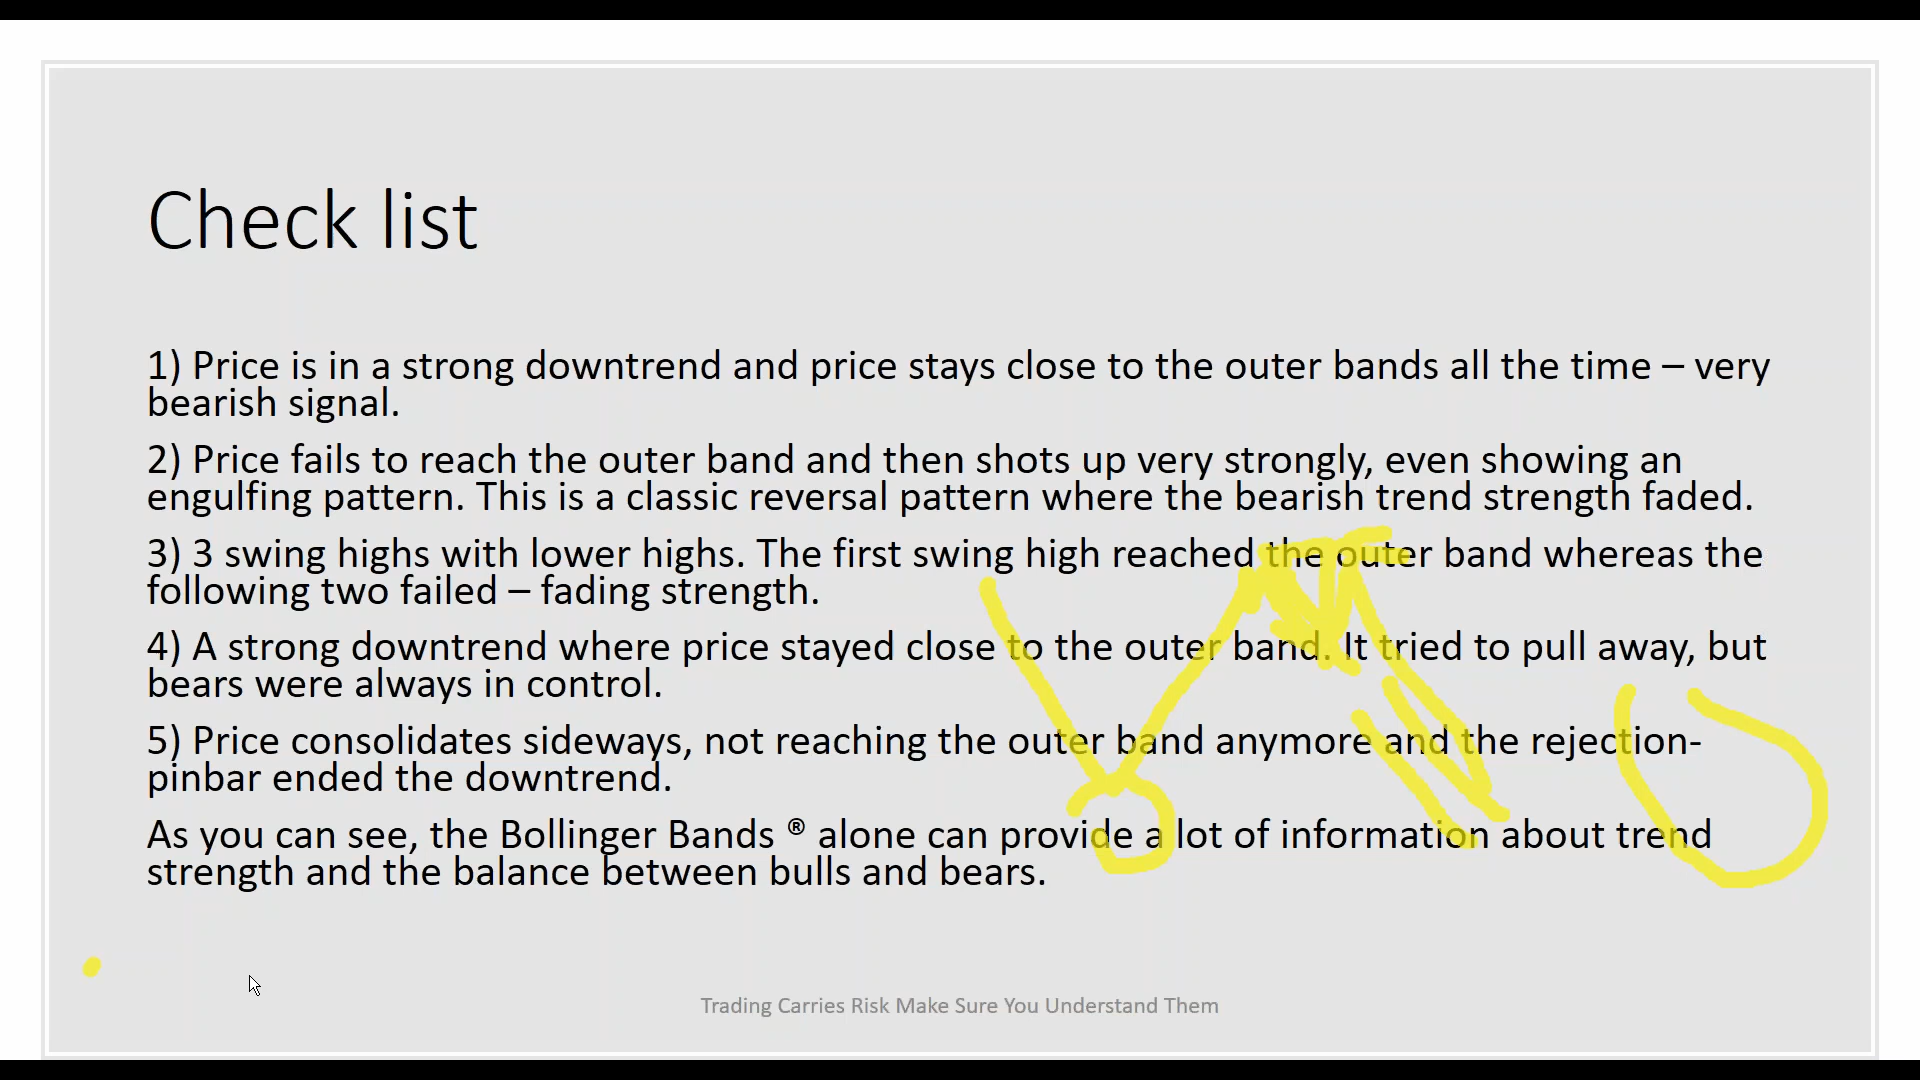 Check list
1) Price is in a strong downtrend and price stays close to the outer bands all the time – very
bearish signal.
2) Price fails to reach the outer band and then shots up very strongly, even showing an
engulfing pattern. This is a classic reversal pattern where the bearish trend strength faded.
3) 3 swing highs with lower highs. The first swing high reached the outer band whereas the
following two failed – fading strength.
4) A strong downtrend where price stayed close to the outer band. It tried to pull away, but
bears were always in control.
5) Price consolidates sideways, not reaching the outer band anymore and the rejection-
pinbar ended the downtrend.
As you can see, the Bollinger Bands ® alone can provide a lot of information about trend
strength and the balance between bulls and bears.
Trading Carries Risk Make Sure You Understand Them